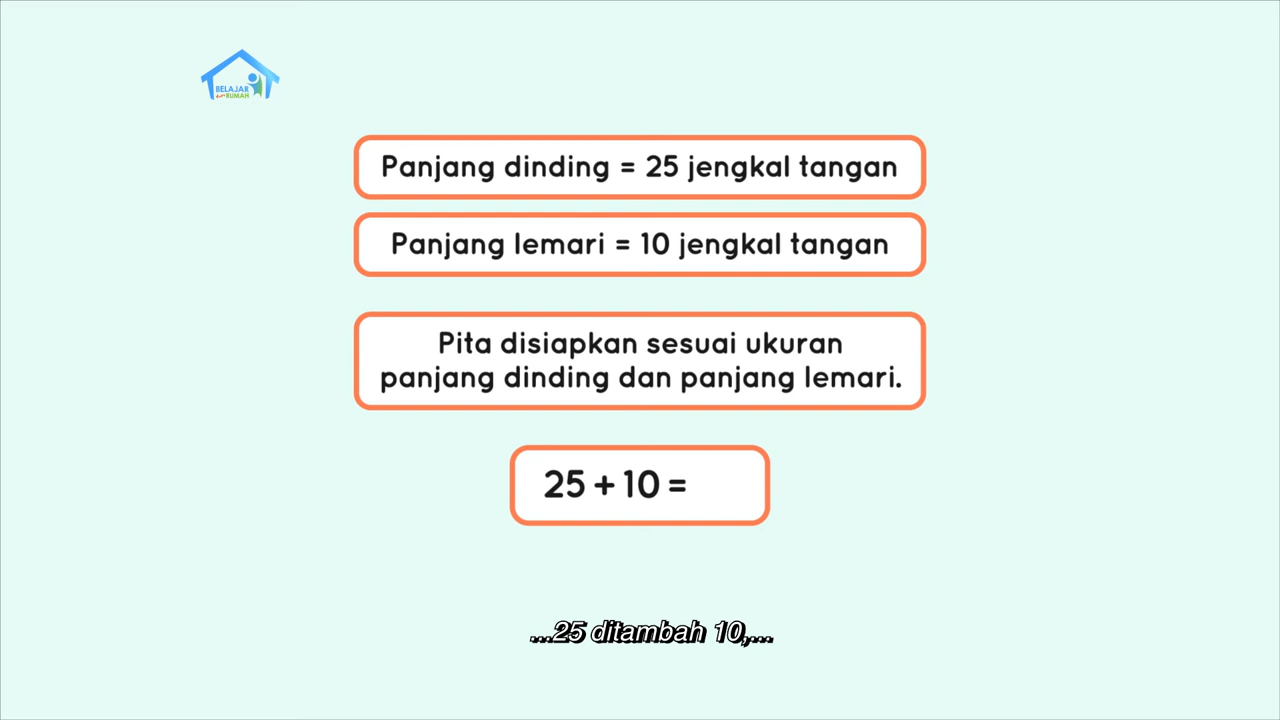 BELAJAR
dari RUMAH
Panjang dinding = 25 jengkal tangan
Panjang lemari = 10 jengkal tangan
Pita disiapkan sesuai ukuran
panjang dinding dan panjang lemari.
25 + 10 =
...25 ditambah 10,...